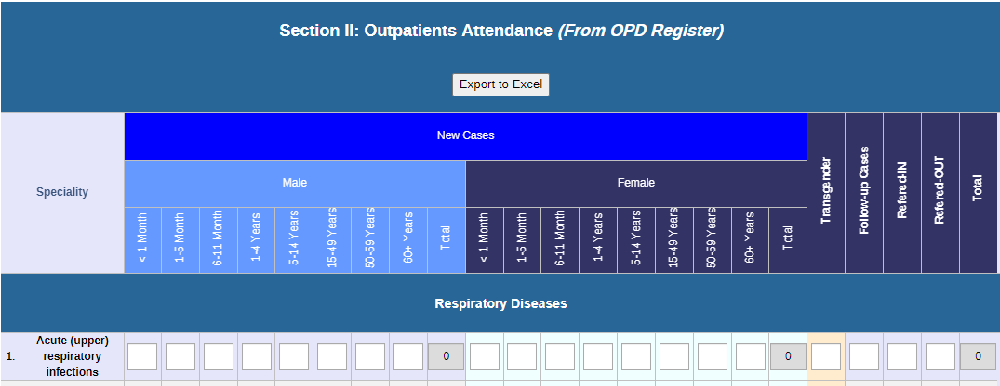 Section II: Outpatients Attendance (From OPD Register)
Export to Excel
Speciality
New Cases
Male
Female
< 1 Month
1-5 Month
6-11 Month
1-4 Years
5-14 Years
15-49 Years
50-59 Years
60+ Years
Total
< 1 Month
1-5 Month
6-11 Month
1-4 Years
5-14 Years
15-49 Years
50-59 Years
60+ Years
Total
Transgender
Follow-up Cases
Refered-IN
Refered-OUT
Total
Respiratory Diseases
1.
Acute (upper)
respiratory
infections
0
0
0